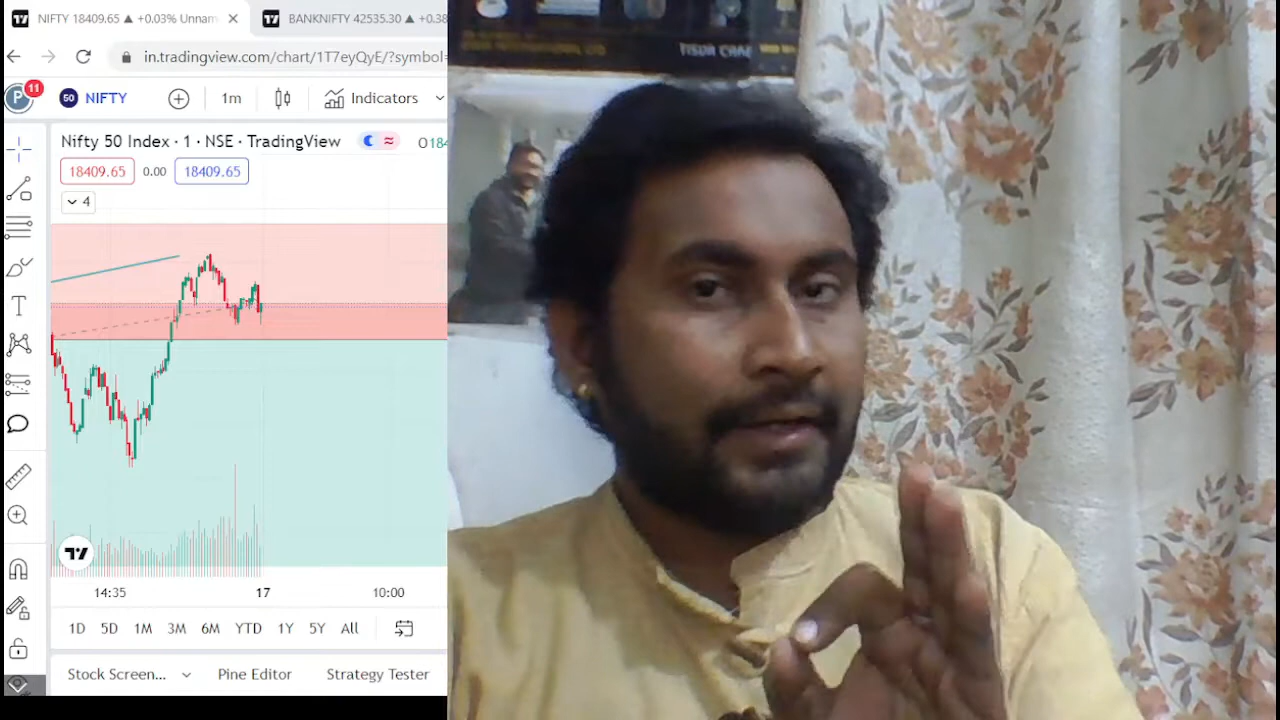 NIFTY 18409.65 ▲ +0.03% Unnam
BANKNIFTY 42535.30 ▲ +0.38
in.tradingview.com/chart/1T7eyQyE/?symbol=
P 11
50 NIFTY 1m Indicators
Nifty 50 Index · 1 · NSE · TradingView O184
18409.65 0.00 18409.65
4
14:35 17 10:00
1D 5D 1M 3M 6M YTD 1Y 5Y All
Stock Screen... Pine Editor Strategy Tester